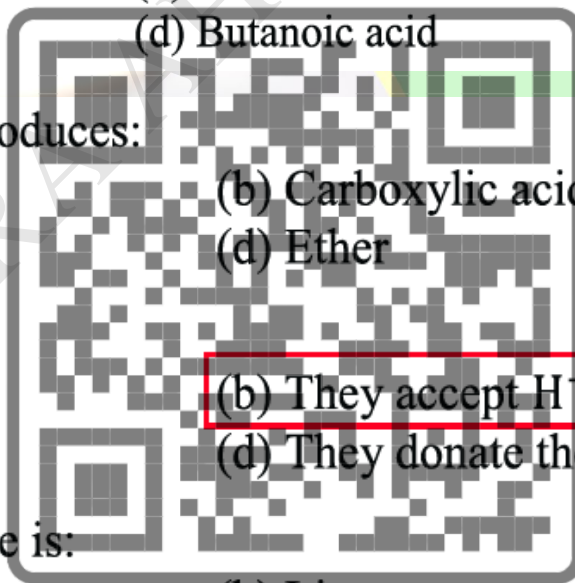 (d) Butanoic acid
oduces:
(b) Carboxylic acid
(d) Ether
(b) They accept H
(d) They donate th
e is: